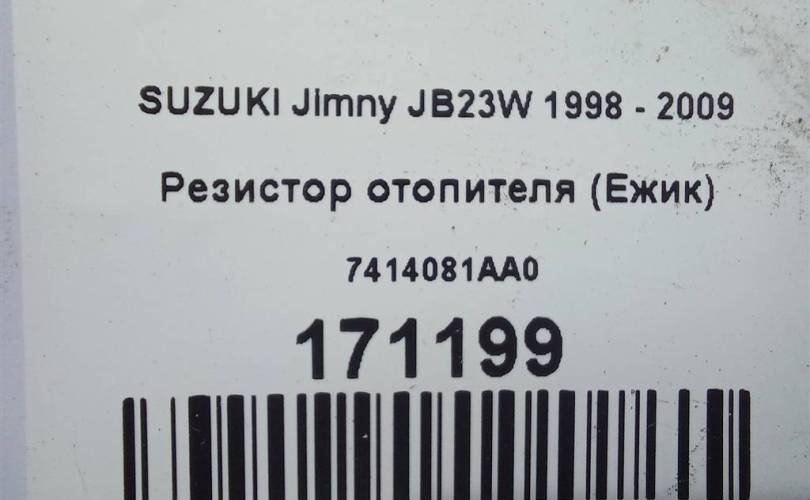 SUZUKI Jimny JB23W 1998 - 2009
Резистор отопителя (Ежик)
7414081AA0
171199